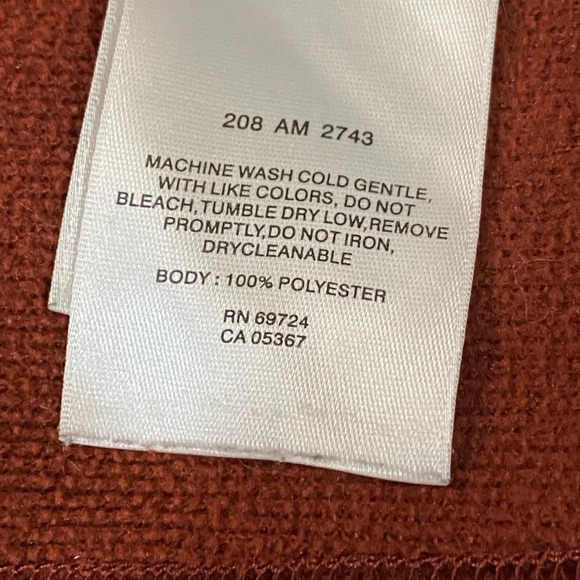 208 AM 2743
MACHINE WASH COLD GENTLE,
WITH LIKE COLORS, DO NOT
BLEACH,TUMBLE DRY LOW,REMOVE
PROMPTLY,DO NOT IRON,
DRYCLEANABLE
BODY : 100% POLYESTER
RN 69724
CA 05367